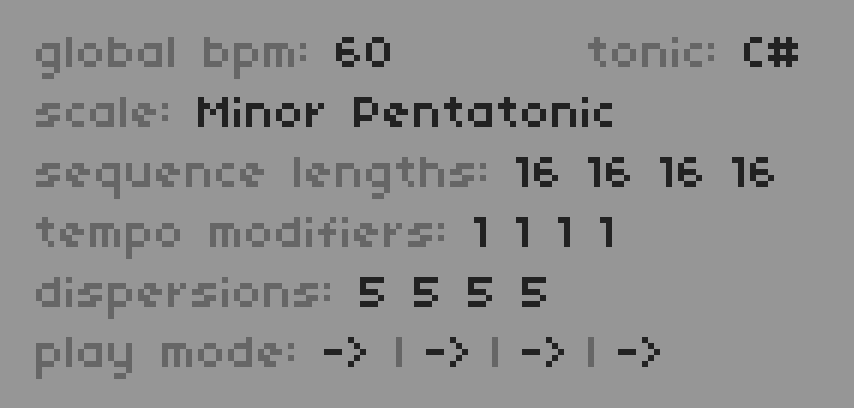 global bpm: 60 tonic: C#
scale: Minor Pentatonic
sequence lengths: 16 16 16 16
tempo modifiers: 1 1 1 1
dispersions: 5 5 5 5
play mode: -> | -> | -> | ->